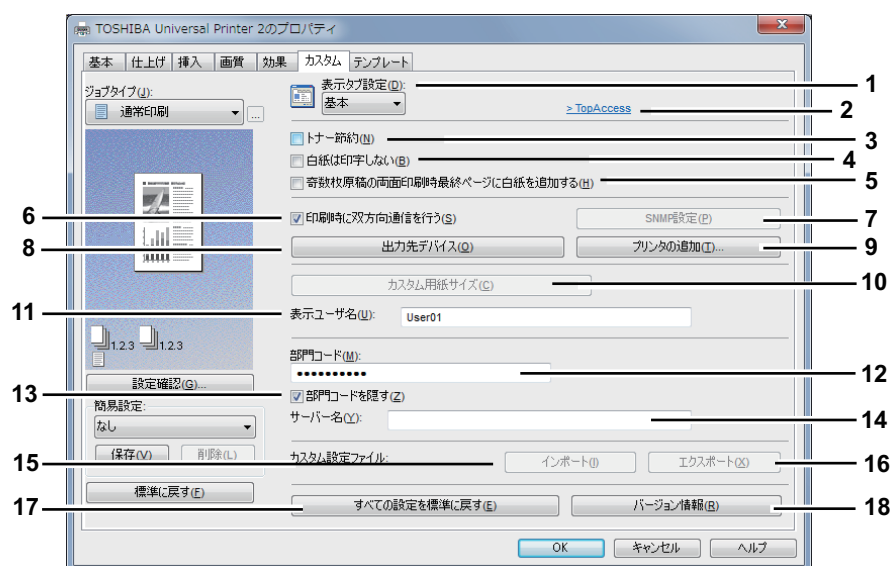 TOSHIBA Universal Printer 2のプロパティ
基本 仕上げ 挿入 画質 効果 カスタム テンプレート
ジョブタイプ(J):
通常印刷
...
1.2.3 1.2.3
設定確認(G)...
簡易設定:
なし
保存(V) 削除(L)
標準に戻す(F)
表示タブ設定(D):
基本
> TopAccess
トナー節約(N)
白紙は印字しない(B)
奇数枚原稿の両面印刷時最終ページに白紙を追加する(H)
印刷時に双方向通信を行う(S)
SNMP設定(P)
出力先デバイス(O)
プリンタの追加(T)...
カスタム用紙サイズ(C)
表示ユーザ名(U): User01
部門コード(M):
••••••••••
部門コードを隠す(Z)
サーバー名(Y):
カスタム設定ファイル: インポート(I) エクスポート(X)
すべての設定を標準に戻す(E) バージョン情報(R)
OK キャンセル ヘルプ
1
2
3
4
5
6
7
8
9
10
11
12
13
14
15
16
17
18